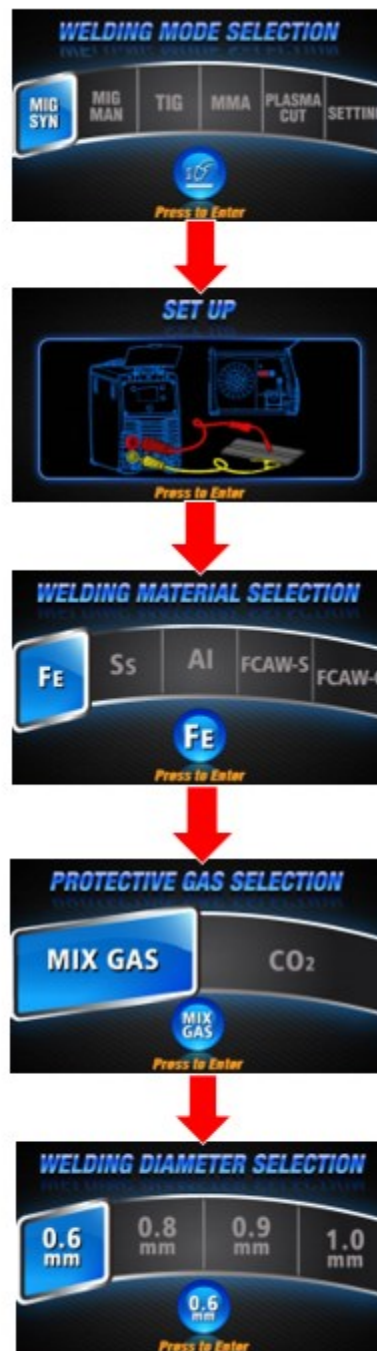 WELDING MODE SELECTION
MIG SYN MIG MAN TIG MMA PLASMA CUT SETTING
Press to Enter
SET UP
Press to Enter
WELDING MATERIAL SELECTION
FE SS Al FCAW-S FCAW-G
FE
Press to Enter
PROTECTIVE GAS SELECTION
MIX GAS CO2
MIX GAS
Press to Enter
WELDING DIAMETER SELECTION
0.6 mm 0.8 mm 0.9 mm 1.0 mm
0.6 mm
Press to Enter